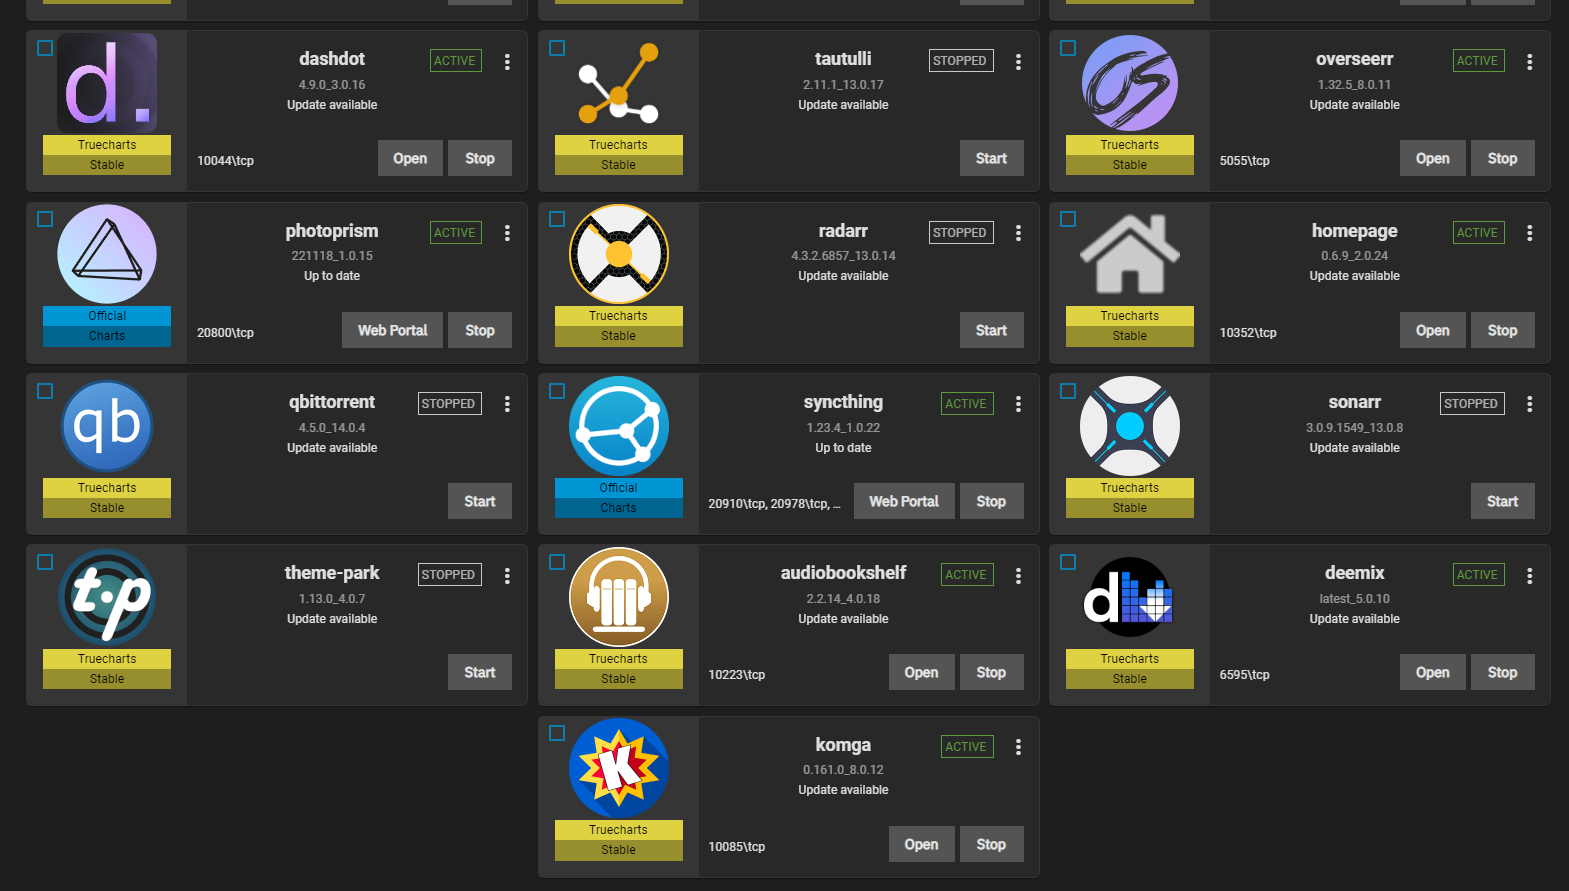 d.
dashdot
ACTIVE
4.9.0_3.0.16
Update available
Truecharts
Stable
10044\tcp
Open
Stop
tautulli
STOPPED
2.11.1_13.0.17
Update available
Truecharts
Stable
Start
OS
overseerr
ACTIVE
1.32.5_8.0.11
Update available
Truecharts
Stable
5055\tcp
Open
Stop
photoprism
ACTIVE
221118_1.0.15
Up to date
Official
Charts
20800\tcp
Web Portal
Stop
radarr
STOPPED
4.3.2.6857_13.0.14
Update available
Truecharts
Stable
Start
homepage
ACTIVE
0.6.9_2.0.24
Update available
Truecharts
Stable
10352\tcp
Open
Stop
qb
qbittorrent
STOPPED
4.5.0_14.0.4
Update available
Truecharts
Stable
Start
syncthing
ACTIVE
1.23.4_1.0.22
Up to date
Official
Charts
20910\tcp, 20978\tcp, ...
Web Portal
Stop
sonarr
STOPPED
3.0.9.1549_13.0.8
Update available
Truecharts
Stable
Start
t·p
theme-park
STOPPED
1.13.0_4.0.7
Update available
Truecharts
Stable
Start
audiobookshelf
ACTIVE
2.2.14_4.0.18
Update available
Truecharts
Stable
10223\tcp
Open
Stop
d
deemix
ACTIVE
latest_5.0.10
Update available
Truecharts
Stable
6595\tcp
Open
Stop
K
komga
ACTIVE
0.161.0_8.0.12
Update available
Truecharts
Stable
10085\tcp
Open
Stop